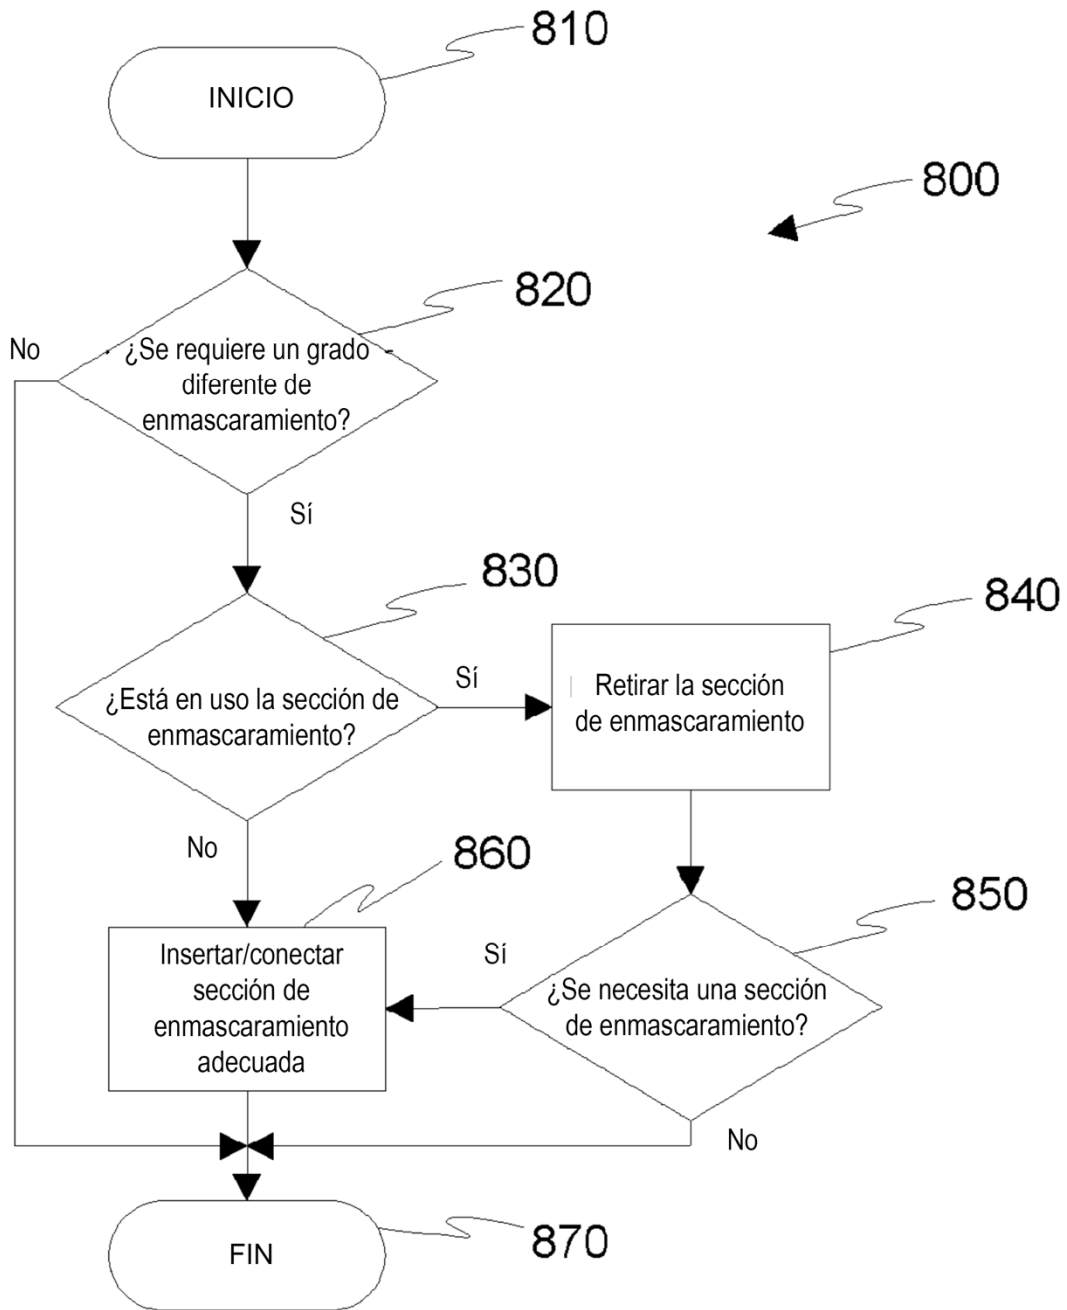 810
INICIO
800
820
No
¿Se requiere un grado
diferente de
enmascaramiento?
Sí
830
840
¿Está en uso la sección de
enmascaramiento?
Sí
Retirar la sección
de enmascaramiento
No
860
850
Insertar/conectar
sección de
enmascaramiento
adecuada
Sí
¿Se necesita una sección
de enmascaramiento?
No
FIN
870